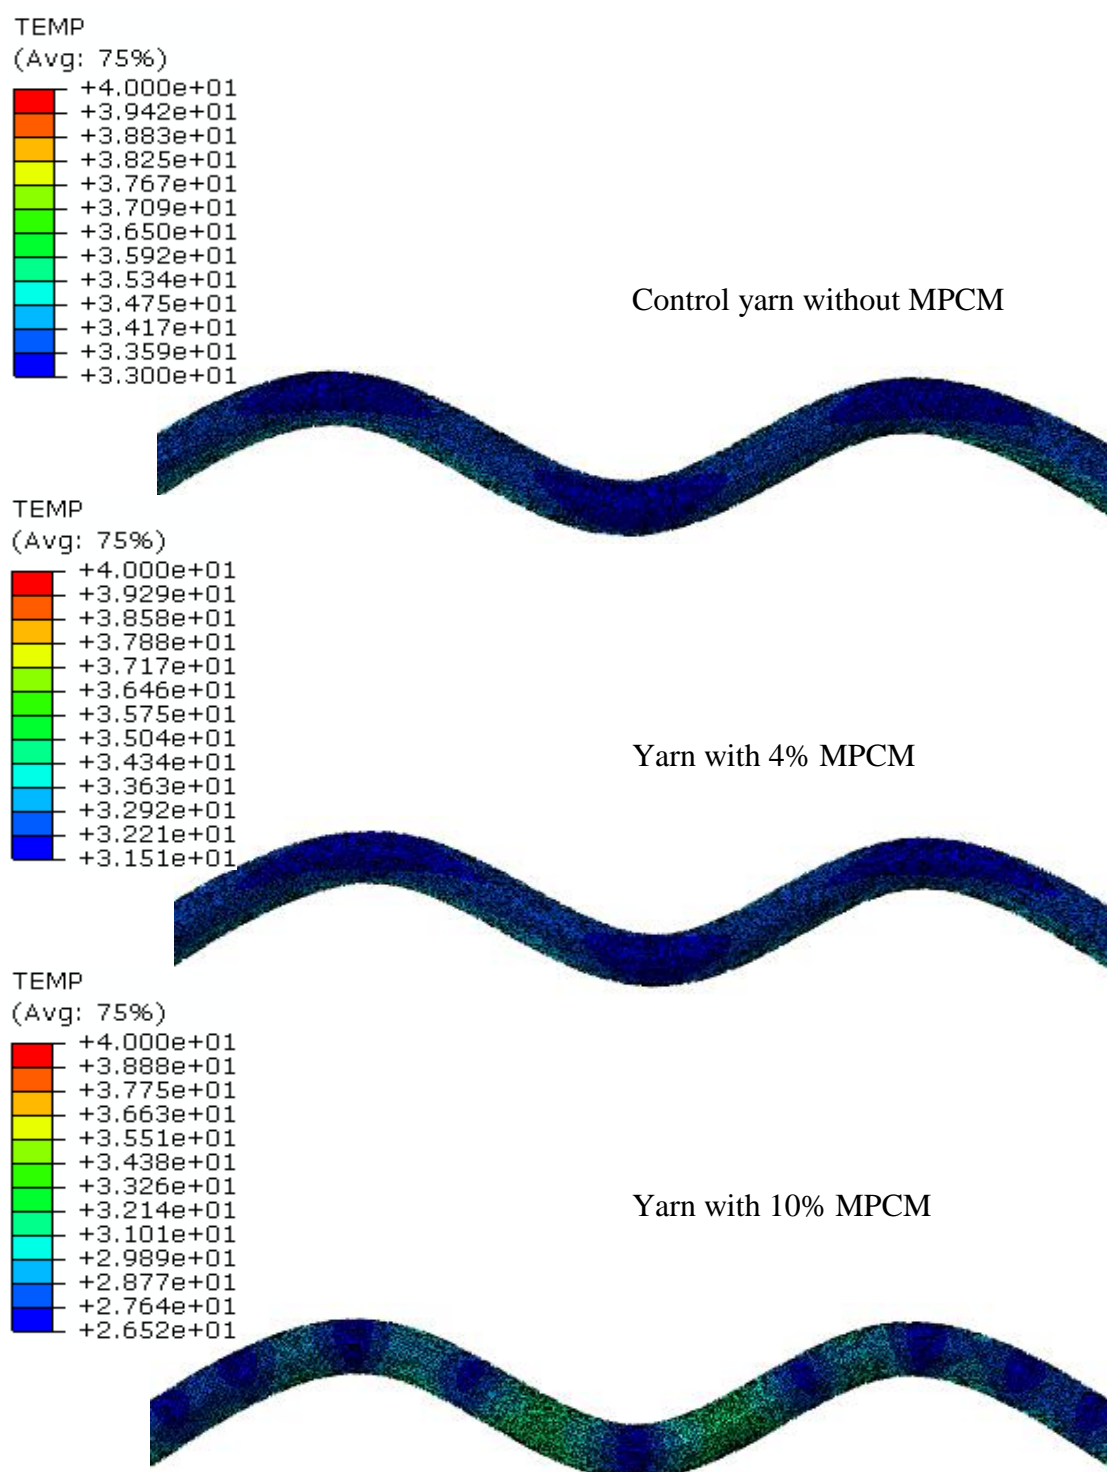 TEMP
(Avg: 75%)
+4.000e+01
+3.942e+01
+3.883e+01
+3.825e+01
+3.767e+01
+3.709e+01
+3.650e+01
+3.592e+01
+3.534e+01
+3.475e+01
+3.417e+01
+3.359e+01
+3.300e+01
Control yarn without MPCM
TEMP
(Avg: 75%)
+4.000e+01
+3.929e+01
+3.858e+01
+3.788e+01
+3.717e+01
+3.646e+01
+3.575e+01
+3.504e+01
+3.434e+01
+3.363e+01
+3.292e+01
+3.221e+01
+3.151e+01
Yarn with 4% MPCM
TEMP
(Avg: 75%)
+4.000e+01
+3.888e+01
+3.775e+01
+3.663e+01
+3.551e+01
+3.438e+01
+3.326e+01
+3.214e+01
+3.101e+01
+2.989e+01
+2.877e+01
+2.764e+01
+2.652e+01
Yarn with 10% MPCM